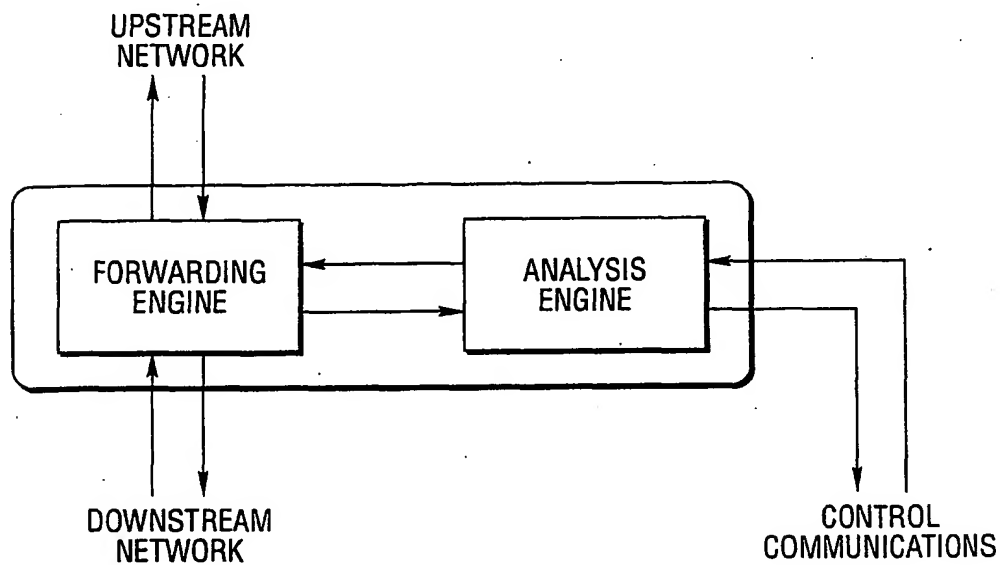 UPSTREAM
NETWORK
FORWARDING
ENGINE
ANALYSIS
ENGINE
DOWNSTREAM
NETWORK
CONTROL
COMMUNICATIONS